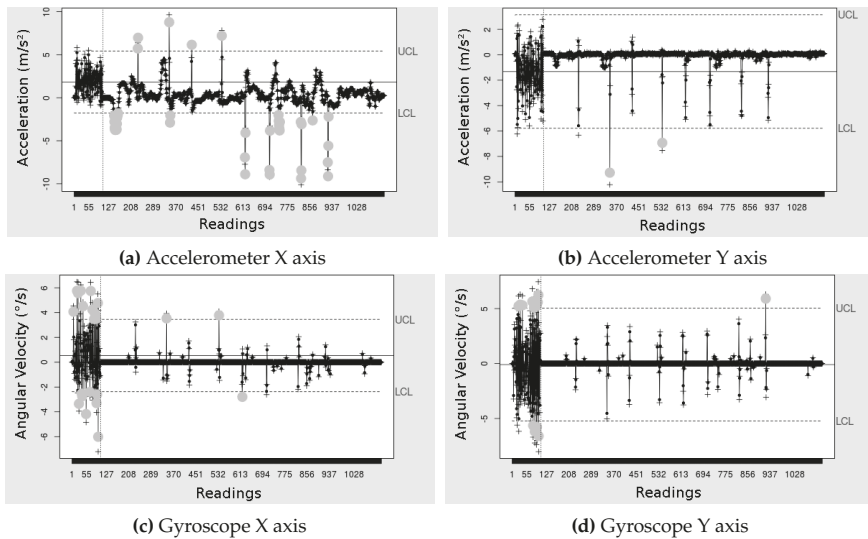 Acceleration (m/s²)
10
5
0
-5
-10
UCL
LCL
1 55 127 208 289 370 451 532 613 694 775 856 937 1028
Readings
(a) Accelerometer X axis
Acceleration (m/s²)
2
0
-2
-4
-6
-8
-10
UCL
LCL
1 55 127 208 289 370 451 532 613 694 775 856 937 1028
Readings
(b) Accelerometer Y axis
Angular Velocity (°/s)
6
4
2
0
-2
-4
-6
UCL
LCL
1 55 127 208 289 370 451 532 613 694 775 856 937 1028
Readings
(c) Gyroscope X axis
Angular Velocity (°/s)
5
0
-5
UCL
LCL
1 55 127 208 289 370 451 532 613 694 775 856 937 1028
Readings
(d) Gyroscope Y axis